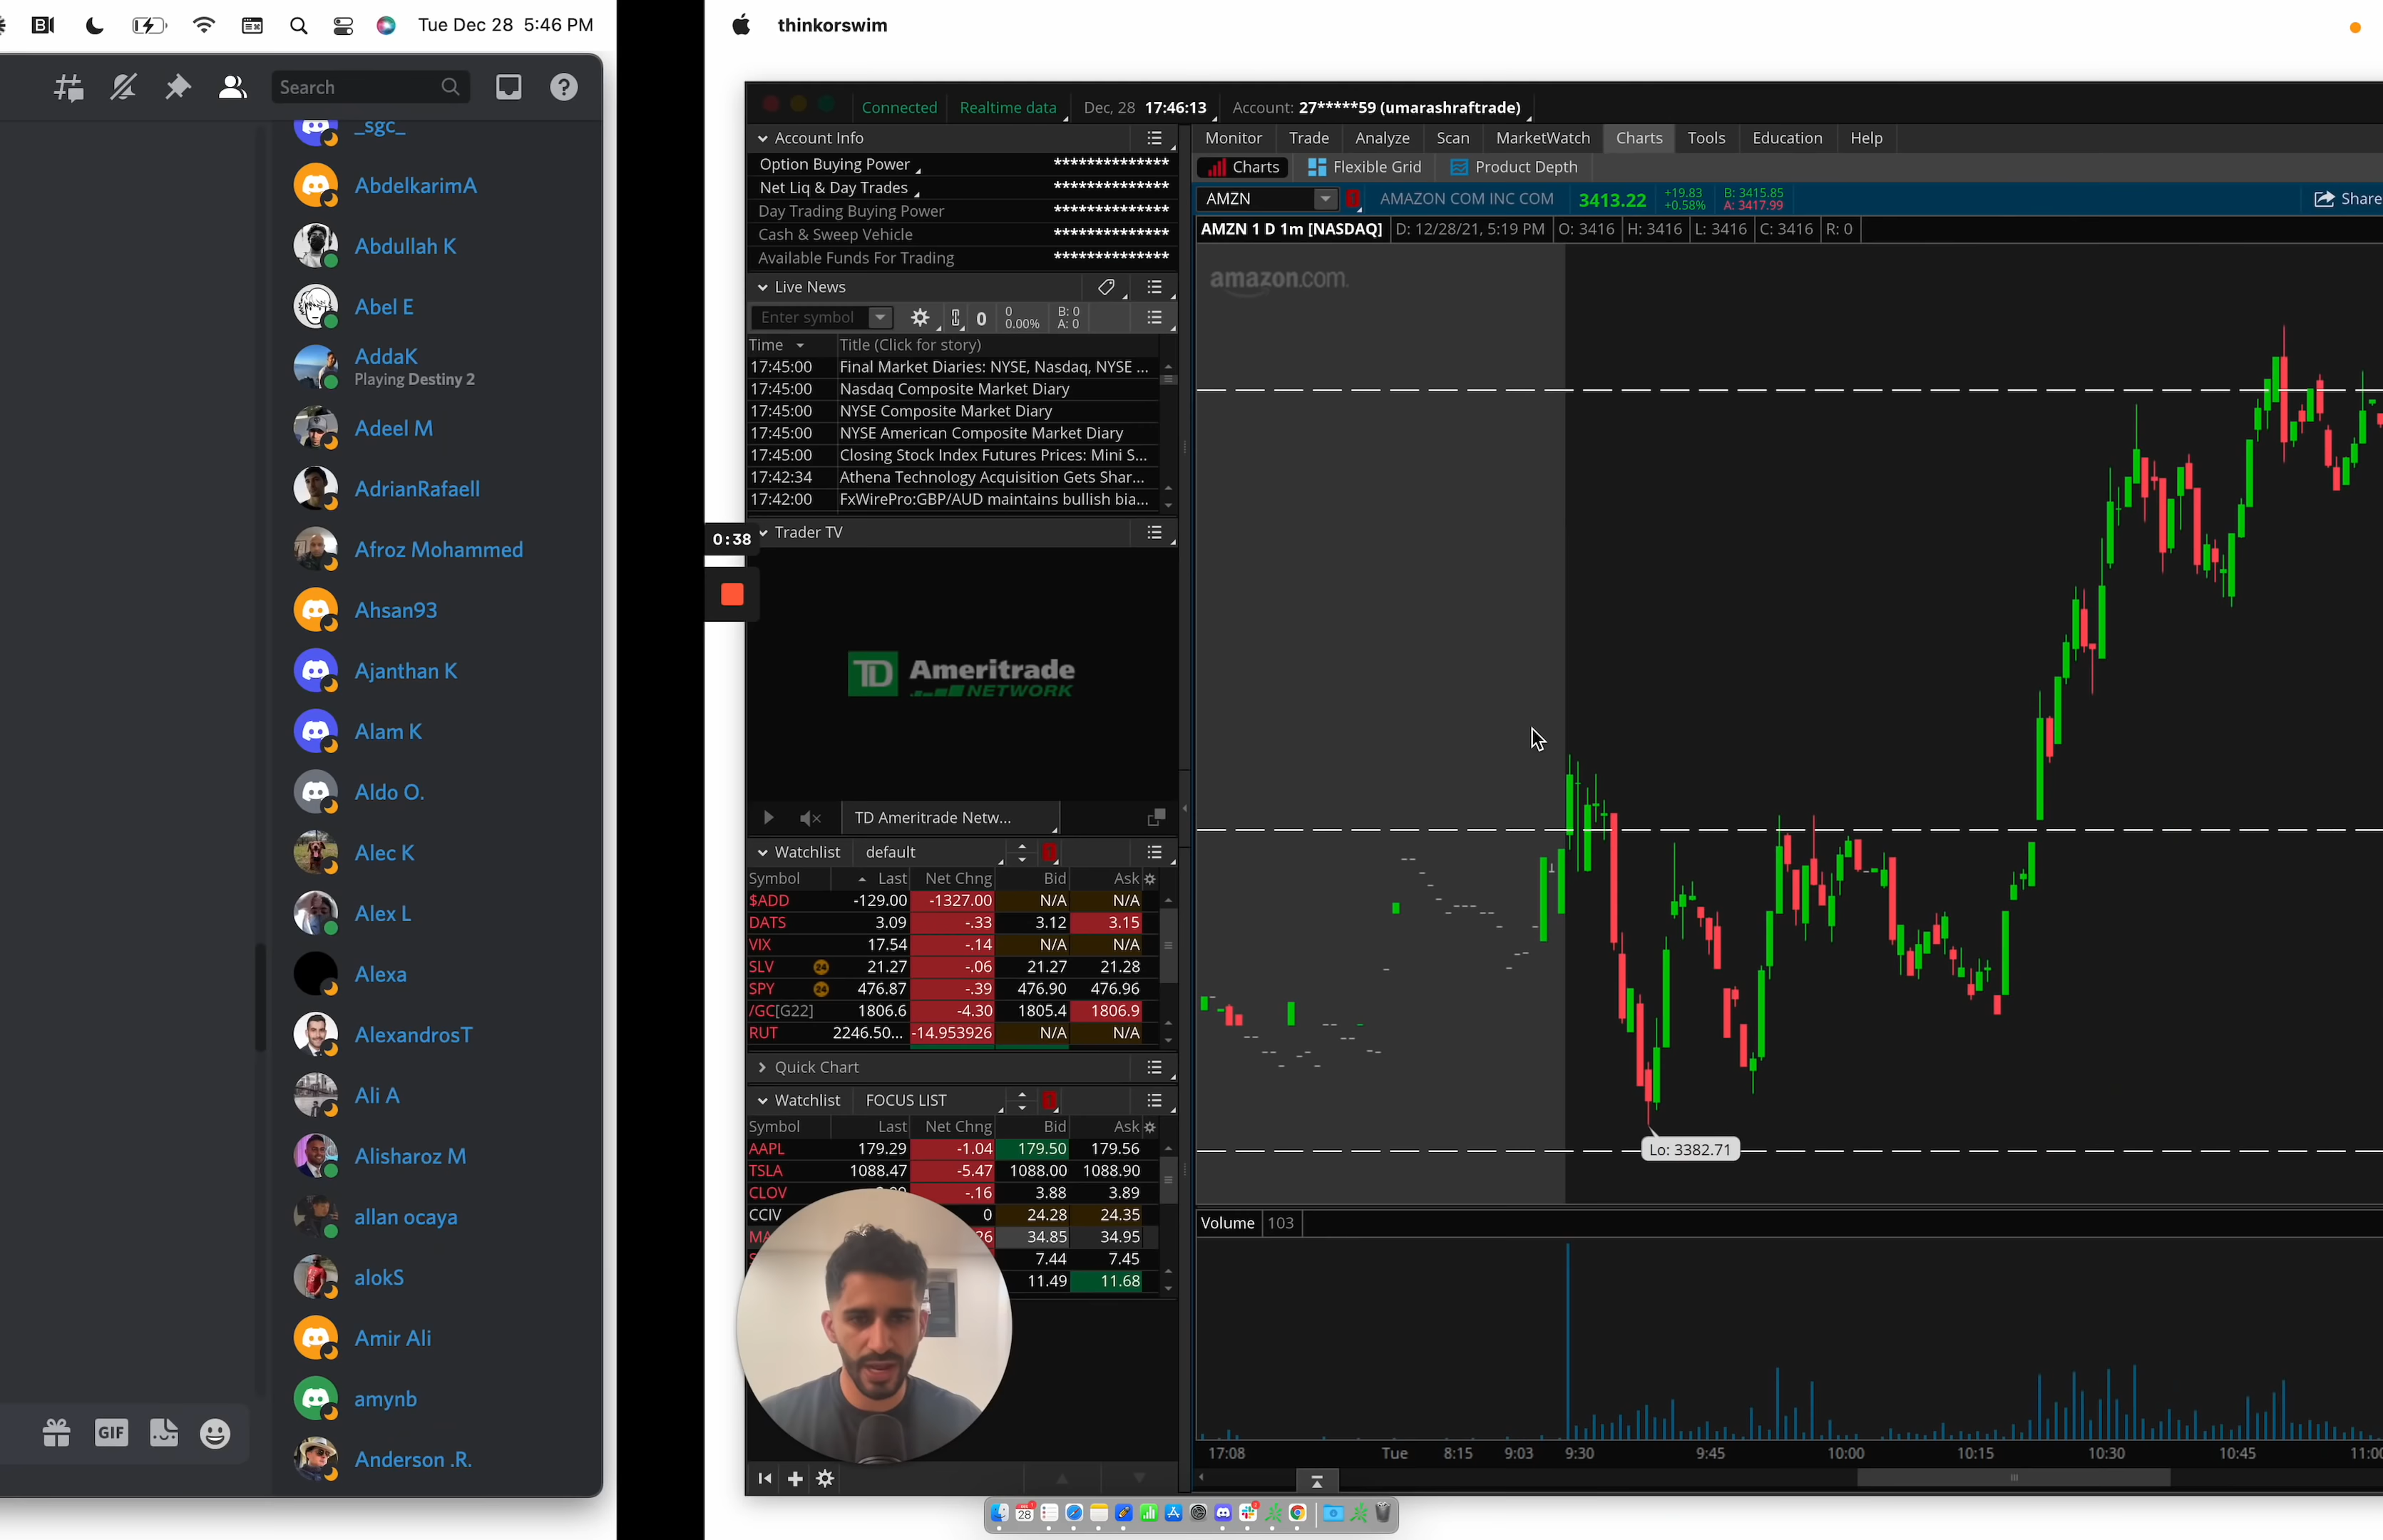 Tue Dec 28 5:46 PM
Search
_sgc_
AbdelkarimA
Abdullah K
Abel E
AddaK
Playing Destiny 2
Adeel M
AdrianRafaell
Afroz Mohammed
Ahsan93
Ajanthan K
Alam K
Aldo O.
Alec K
Alex L
Alexa
AlexandrosT
Ali A
Alisharoz M
allan ocaya
alokS
Amir Ali
amynb
Anderson .R.
GIF
thinkorswim
Connected Realtime data Dec, 28 17:46:13 Account: 27*****59 (umarashraftrade)
Account Info
Option Buying Power **************
Net Liq & Day Trades **************
Day Trading Buying Power **************
Cash & Sweep Vehicle **************
Available Funds For Trading **************
Live News
Enter symbol 0 0 0.00% B: 0 A: 0
Time Title (Click for story)
17:45:00 Final Market Diaries: NYSE, Nasdaq, NYSE ...
17:45:00 Nasdaq Composite Market Diary
17:45:00 NYSE Composite Market Diary
17:45:00 NYSE American Composite Market Diary
17:45:00 Closing Stock Index Futures Prices: Mini S...
17:42:34 Athena Technology Acquisition Gets Shar...
17:42:00 FxWirePro:GBP/AUD maintains bullish bia...
0:38
Trader TV
TD Ameritrade
NETWORK
TD Ameritrade Netw...
Watchlist default
Symbol Last Net Chng Bid Ask
$ADD -129.00 -1327.00 N/A N/A
DATS 3.09 -.33 3.12 3.15
VIX 17.54 -.14 N/A N/A
SLV 24 21.27 -.06 21.27 21.28
SPY 24 476.87 -.39 476.90 476.96
/GC[G22] 1806.6 -4.30 1805.4 1806.9
RUT 2246.50... -14.953926 N/A N/A
Quick Chart
Watchlist FOCUS LIST
Symbol Last Net Chng Bid Ask
AAPL 179.29 -1.04 179.50 179.56
TSLA 1088.47 -5.47 1088.00 1088.90
CLOV -.16 3.88 3.89
CCIV 0 24.28 24.35
MA 26 34.85 34.95
7.44 7.45
11.49 11.68
Monitor Trade Analyze Scan MarketWatch Charts Tools Education Help
Charts Flexible Grid Product Depth
AMZN AMAZON COM INC COM 3413.22 +19.83 +0.58% B: 3415.85 A: 3417.99 Share
AMZN 1 D 1m [NASDAQ] D: 12/28/21, 5:19 PM O: 3416 H: 3416 L: 3416 C: 3416 R: 0
amazon.com.
Lo: 3382.71
Volume 103
17:08 Tue 8:15 9:03 9:30 9:45 10:00 10:15 10:30 10:45 11:00
28